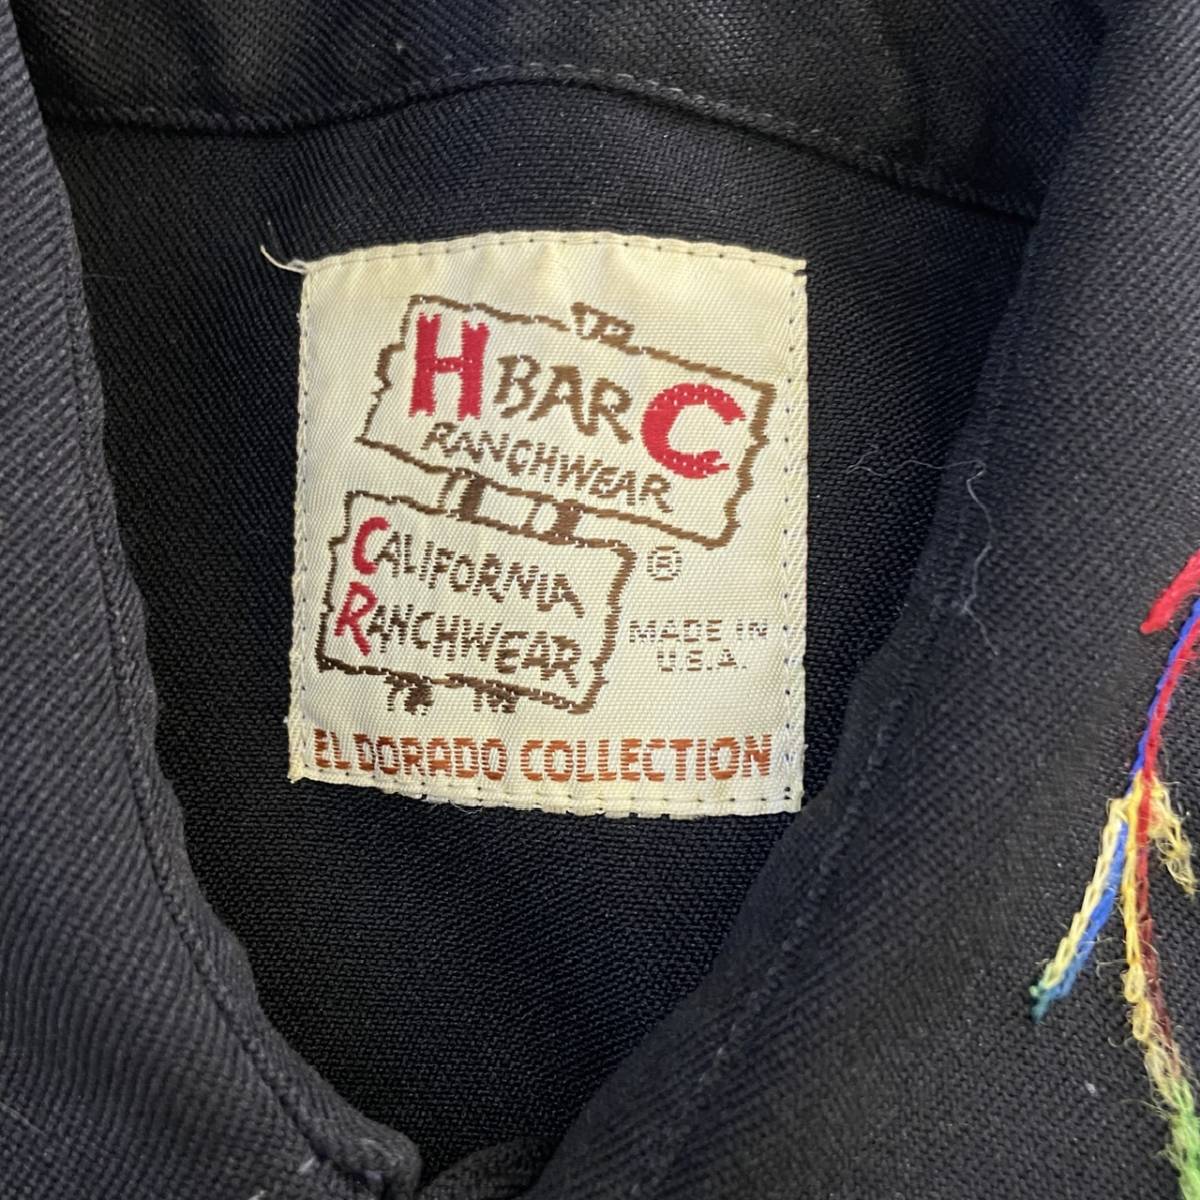 H BAR C
RANCHWEAR
CALIFORNIA
RANCHWEAR
®
MADE IN
U.S.A.
EL DORADO COLLECTION